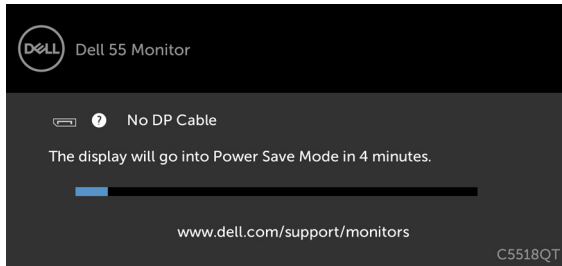 DELL Dell 55 Monitor
? No DP Cable
The display will go into Power Save Mode in 4 minutes.
www.dell.com/support/monitors
C5518QT